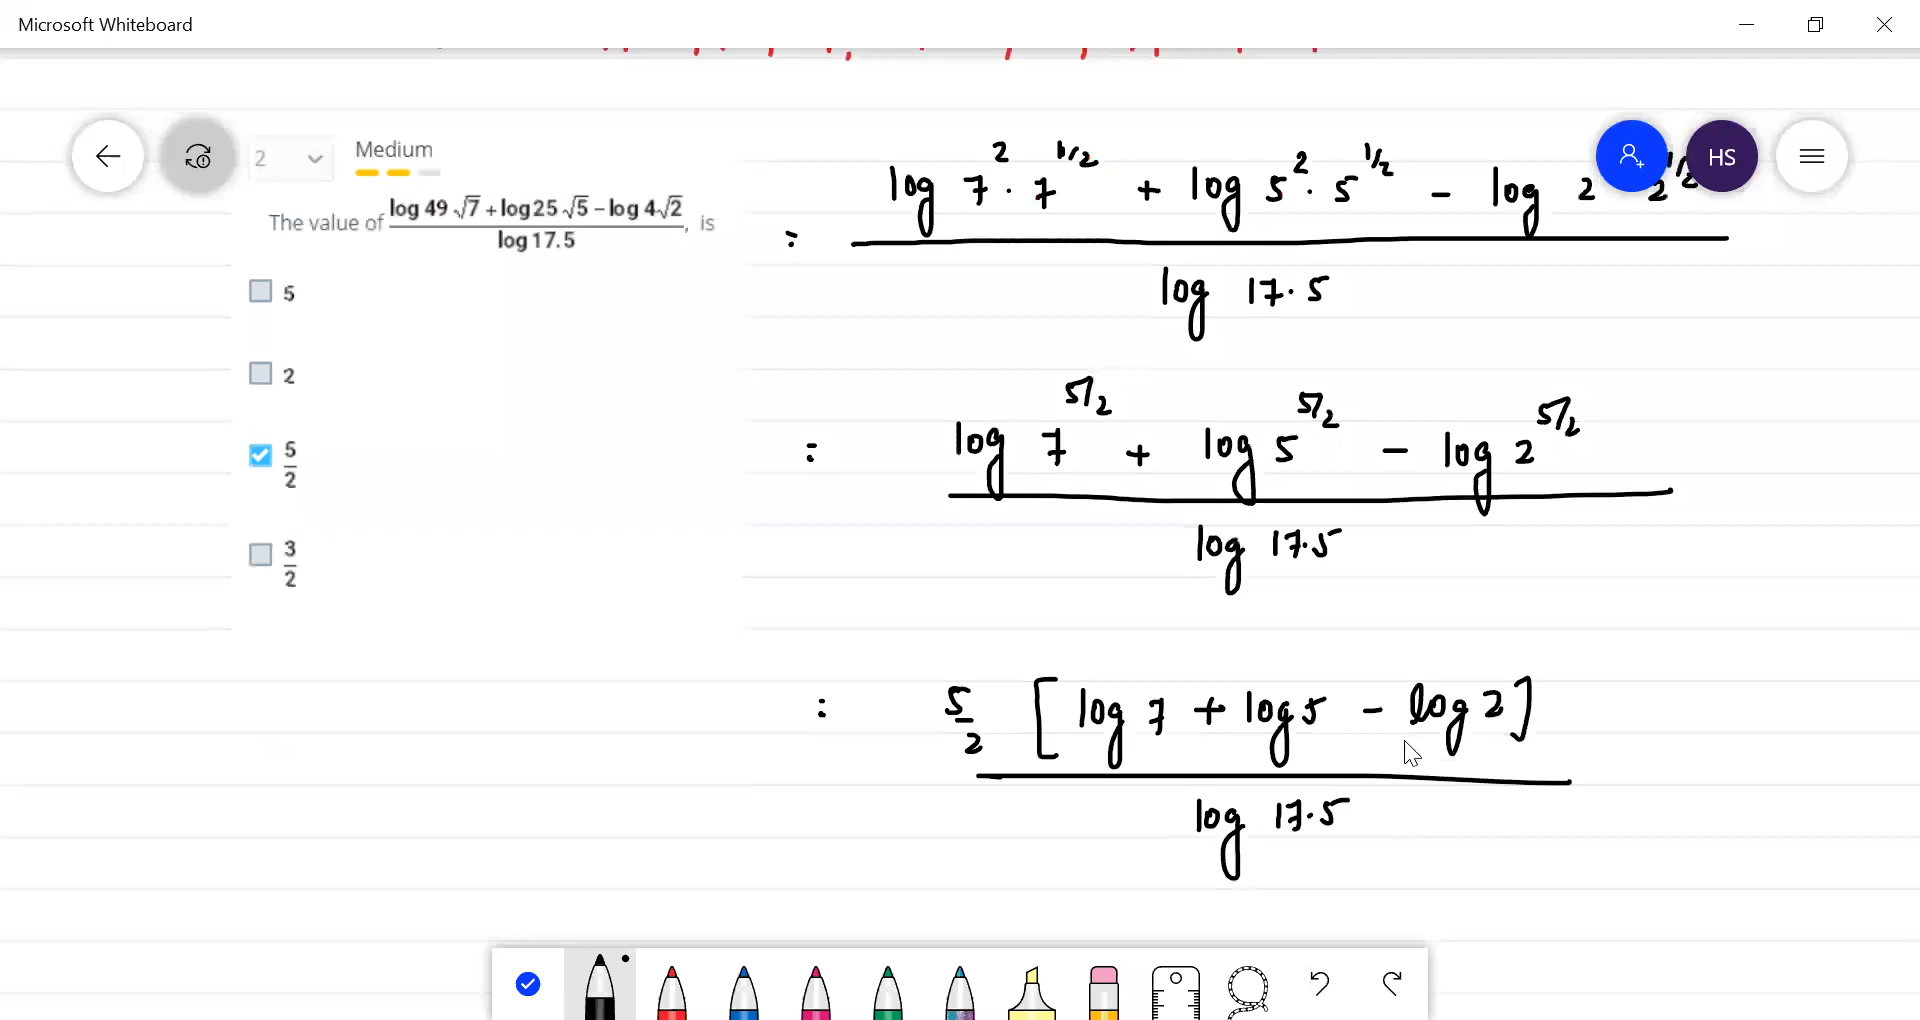 Microsoft Whiteboard
2 Medium
The value of (log 49 √7 + log 25 √5 – log 4√2) / (log 17.5), is
5
2
5/2
3/2
HS
= (log 7² · 7^1/2 + log 5² · 5^1/2 - log 2 2^1/2) / (log 17.5)
= (log 7^5/2 + log 5^5/2 - log 2^5/2) / (log 17.5)
= 5/2 [log 7 + log 5 - log 2] / (log 17.5)